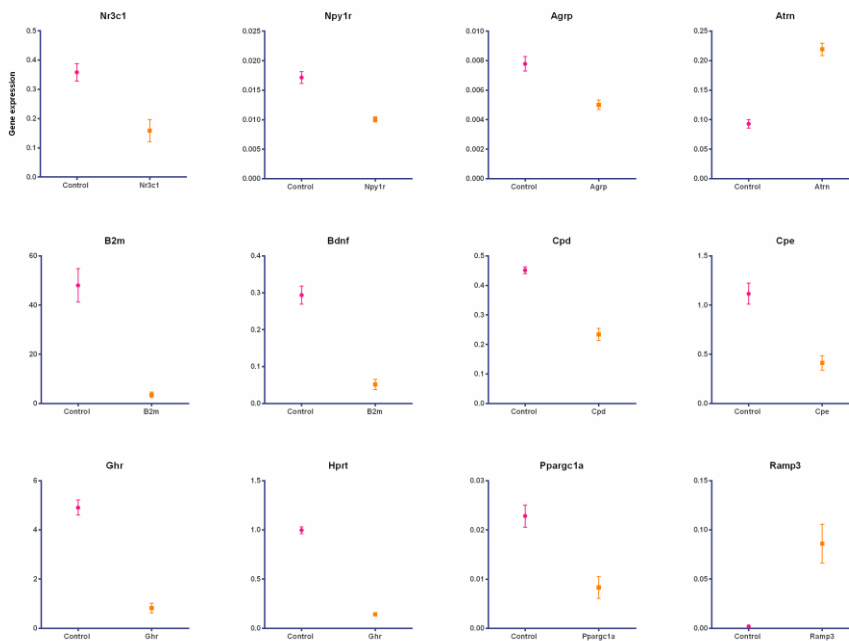 Nr3c1
Gene expression
0.5
0.4
0.3
0.2
0.1
0.0
Control Nr3c1
Npy1r
0.025
0.020
0.015
0.010
0.005
0.000
Control Npy1r
Agrp
0.010
0.008
0.006
0.004
0.002
0.000
Control Agrp
Atrn
0.25
0.20
0.15
0.10
0.05
0.00
Control Atrn
B2m
60
40
20
0
Control B2m
Bdnf
0.4
0.3
0.2
0.1
0.0
Control B2m
Cpd
0.5
0.4
0.3
0.2
0.1
0.0
Control Cpd
Cpe
1.5
1.0
0.5
0.0
Control Cpe
Ghr
6
4
2
0
Control Ghr
Hprt
1.5
1.0
0.5
0.0
Control Ghr
Ppargc1a
0.03
0.02
0.01
0.00
Control Ppargc1a
Ramp3
0.15
0.10
0.05
0.00
Control Ramp3